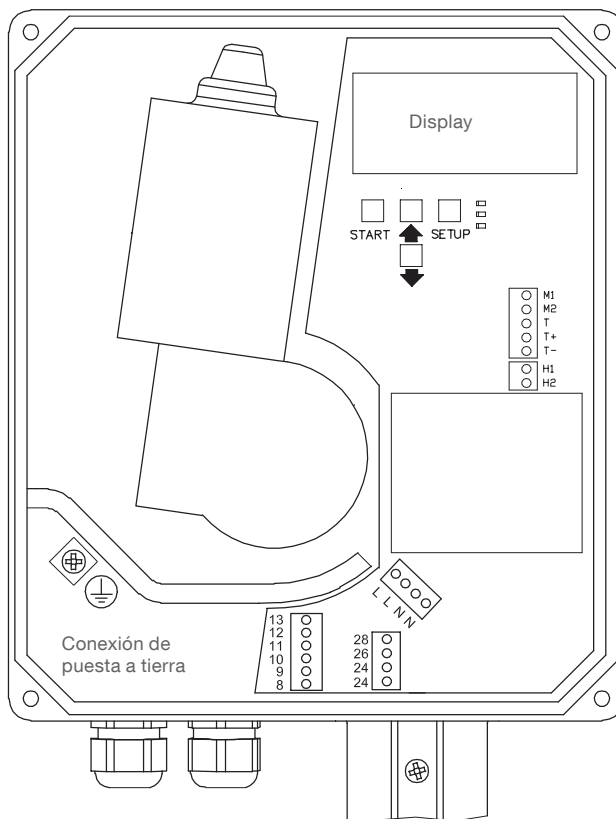 Display
START
SETUP
M1
M2
T
T+
T-
H1
H2
L L N N
13
12
11
10
9
8
28
26
24
24
Conexión de
puesta a tierra